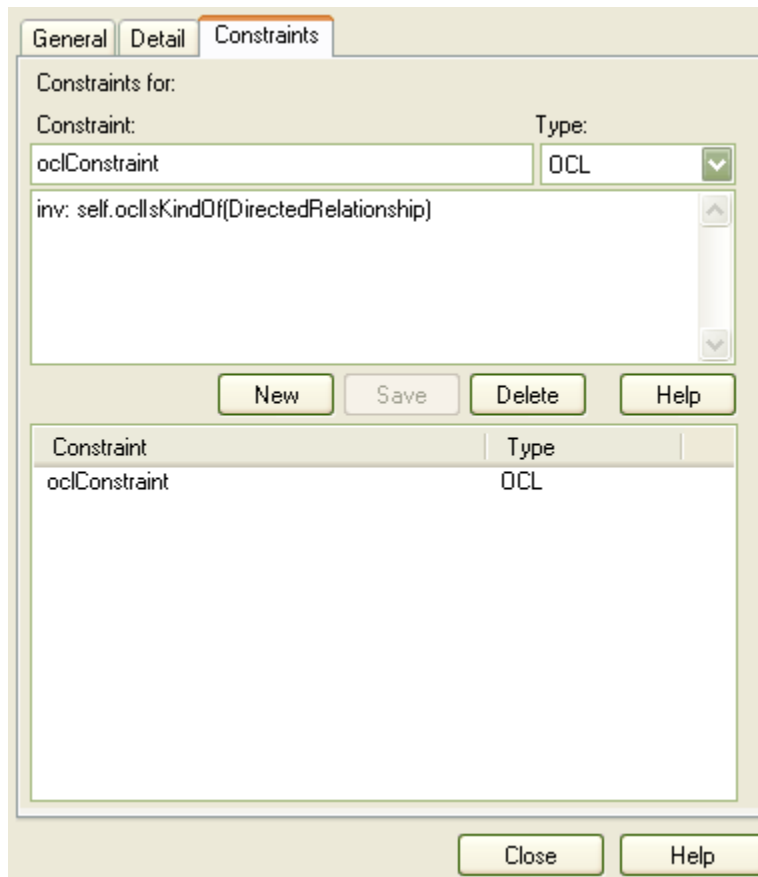 General Detail Constraints
Constraints for:
Constraint: Type:
oclConstraint OCL
inv: self.oclIsKindOf(DirectedRelationship)
New Save Delete Help
Constraint Type
oclConstraint OCL
Close Help